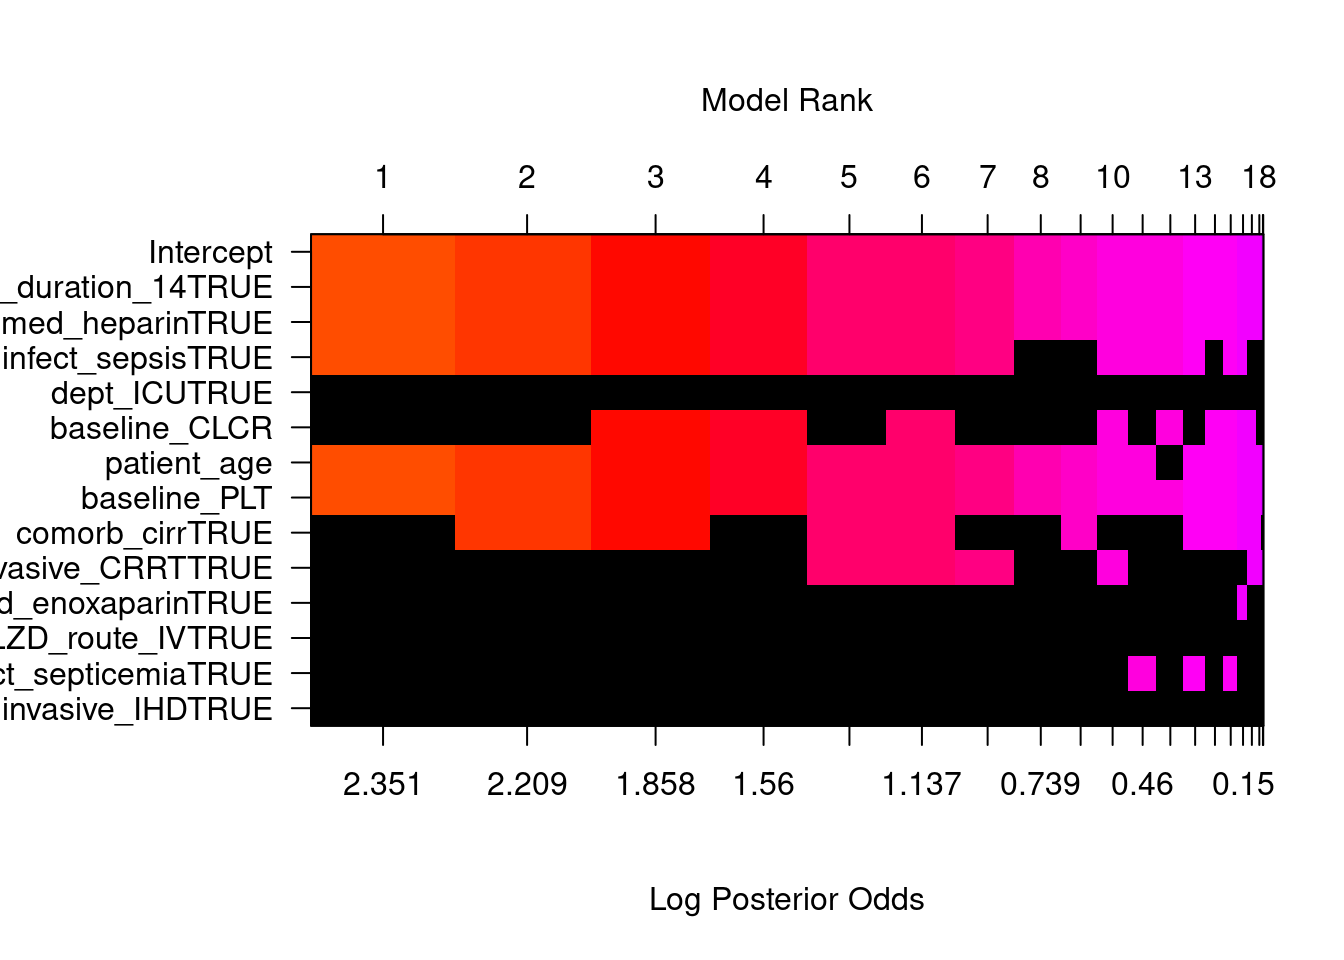 Model Rank
1 2 3 4 5 6 7 8 10 13 18
Intercept
_duration_14TRUE
med_heparinTRUE
infect_sepsisTRUE
dept_ICUTRUE
baseline_CLCR
patient_age
baseline_PLT
comorb_cirrTRUE
vasive_CRRTTRUE
d_enoxaparinTRUE
LZD_route_IVTRUE
ct_septicemiaTRUE
invasive_IHDTRUE
2.351 2.209 1.858 1.56 1.137 0.739 0.46 0.15
Log Posterior Odds